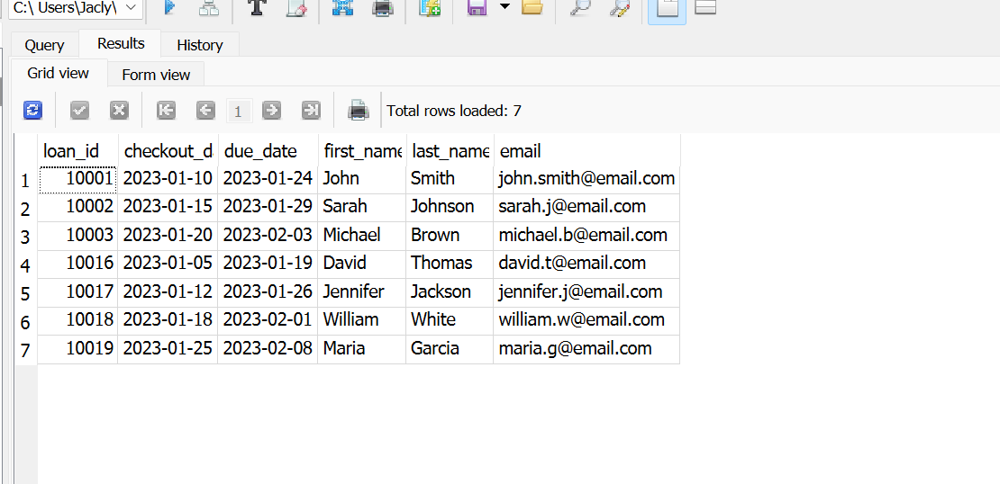 C:\ Users\Jacly\
Query Results History
Grid view Form view
1 Total rows loaded: 7
loan_id checkout_d due_date first_name last_name email
1 10001 2023-01-10 2023-01-24 John Smith john.smith@email.com
2 10002 2023-01-15 2023-01-29 Sarah Johnson sarah.j@email.com
3 10003 2023-01-20 2023-02-03 Michael Brown michael.b@email.com
4 10016 2023-01-05 2023-01-19 David Thomas david.t@email.com
5 10017 2023-01-12 2023-01-26 Jennifer Jackson jennifer.j@email.com
6 10018 2023-01-18 2023-02-01 William White william.w@email.com
7 10019 2023-01-25 2023-02-08 Maria Garcia maria.g@email.com